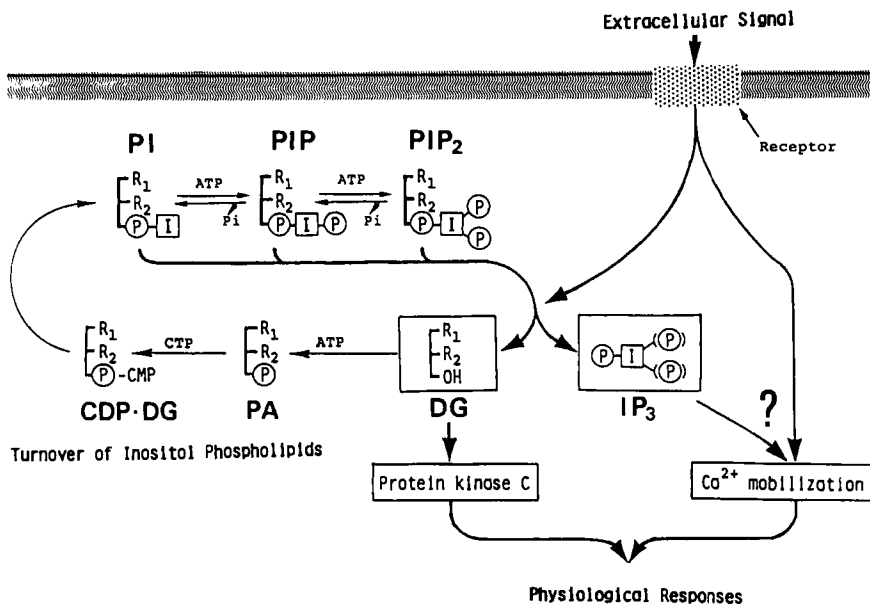 Extracellular Signal
Receptor
PI
PIP
PIP2
R1
R2
P I
ATP
Pi
R1
R2
P I P
ATP
Pi
R1
R2
P I P
P
R1
R2
P -CMP
CTP
R1
R2
P
ATP
R1
R2
OH
P I (P)
(P)
CDP·DG
PA
DG
IP3
?
Turnover of Inositol Phospholipids
Protein kinase C
Ca2+ mobilization
Physiological Responses